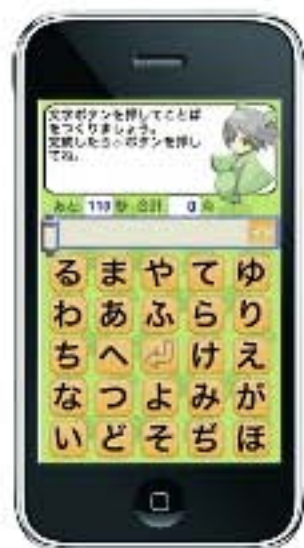 文字ボタンを押してことば
をつくりましょう。
完成したら○ボタンを押し
てね。
あと 110 秒 合計 0 点
る ま や て ゆ
わ あ ふ ら り
ち へ け え
な つ よ み が
い ど そ ぢ ほ